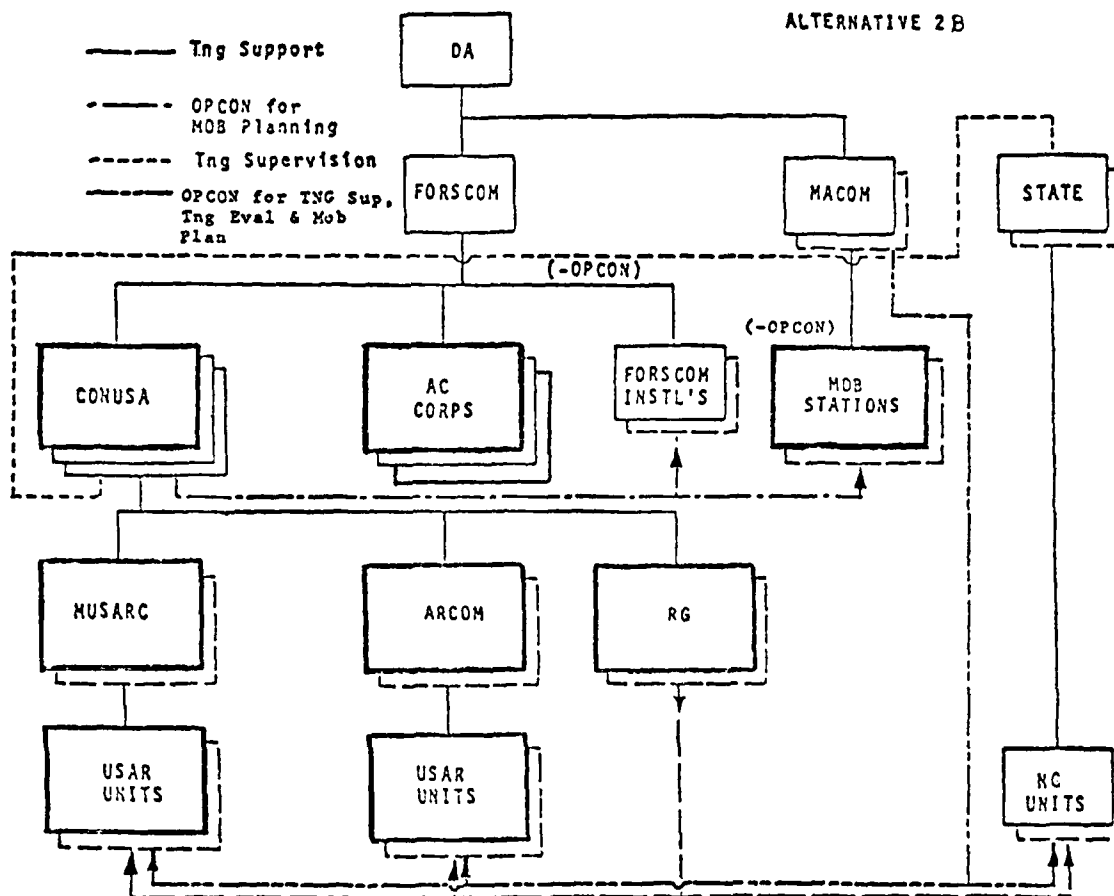 ALTERNATIVE 2B
Tng Support
OPCON for
MOB Planning
Tng Supervision
OPCON for TNG Sup,
Tng Eval & Mob
Plan
DA
FORSCOM
MACOM
STATE
(-OPCON)
(-OPCON)
CONUSA
AC
CORPS
FORSCOM
INSTL'S
MOB
STATIONS
MUSARC
ARCOM
RG
USAR
UNITS
USAR
UNITS
NG
UNITS